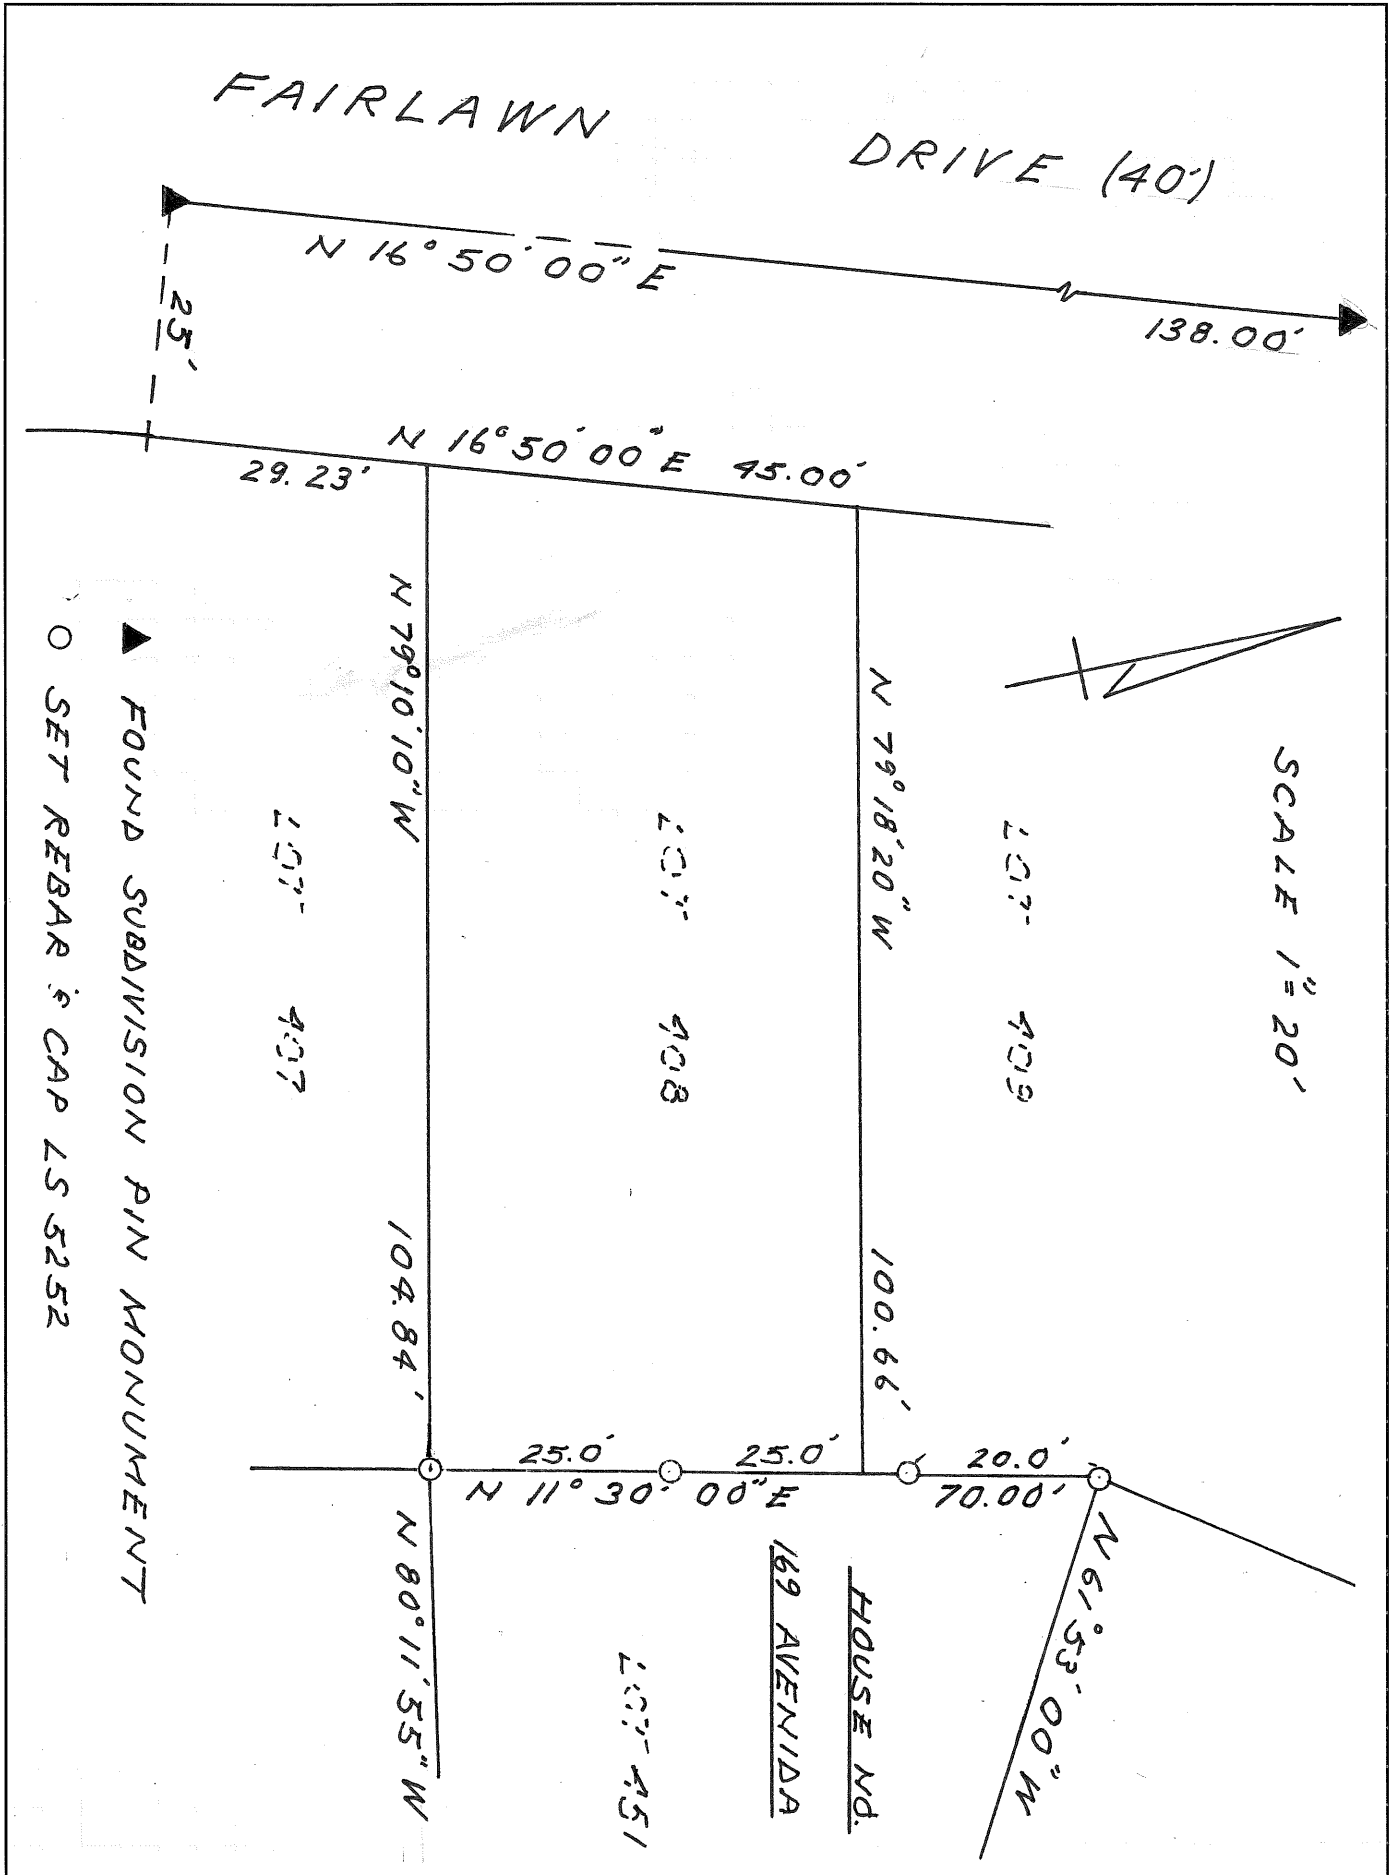 FAIRLAWN DRIVE (40')
N 16° 50' 00" E
138.00'
25'
N 16° 50' 00" E 45.00'
29.23'
N 79° 10' 10" W
104.84'
N 79° 18' 20" W
100.66'
SCALE 1" = 20'
LOT 409
LOT 408
LOT 407
25.0'
25.0'
20.0'
N 11° 30' 00" E
70.00'
N 61° 53' 00" W
N 80° 11' 55" W
HOUSE NO.
169 AVENIDA
LOT 451
▲ FOUND SUBDIVISION PIN MONUMENT
○ SET REBAR & CAP LS 5252